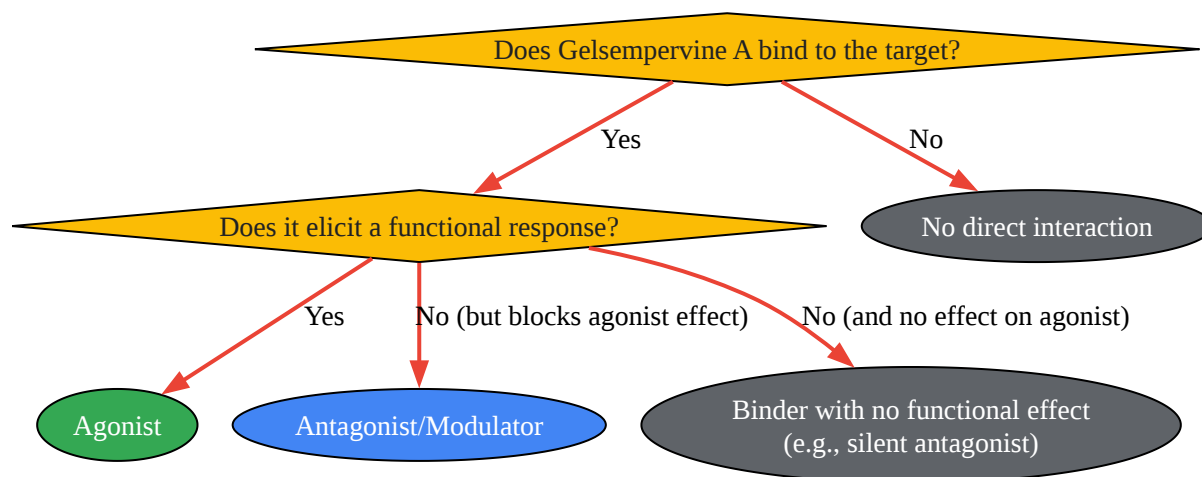 Does Gelsempervine A bind to the target?
Yes
No
Does it elicit a functional response?
No direct interaction
Yes
No (but blocks agonist effect)
No (and no effect on agonist)
Agonist
Antagonist/Modulator
Binder with no functional effect
(e.g., silent antagonist)